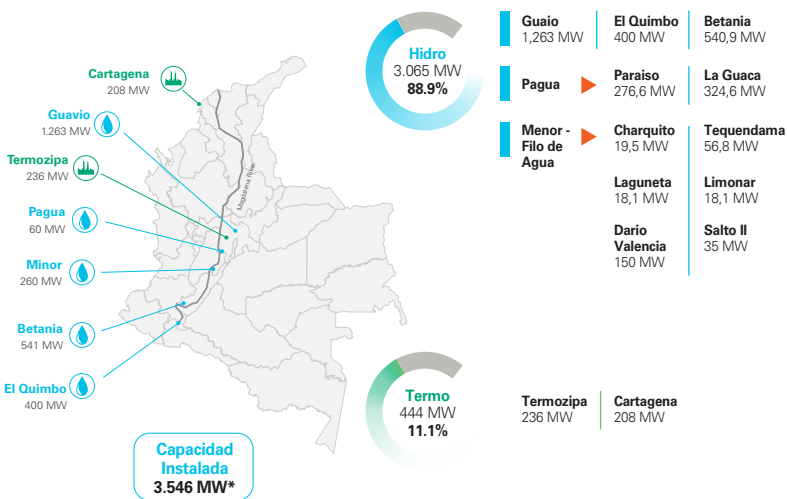 Cartagena
208 MW
Guavio
1.263 MW
Termozipa
236 MW
Pagua
60 MW
Minor
260 MW
Betania
541 MW
El Quimbo
400 MW
Magdalena River
Capacidad
Instalada
3.546 MW*
Hidro
3.065 MW
88.9%
Guaio
1,263 MW
El Quimbo
400 MW
Betania
540,9 MW
Pagua
Paraiso
276,6 MW
La Guaca
324,6 MW
Menor -
Filo de
Agua
Charquito
19,5 MW
Tequendama
56,8 MW
Laguneta
18,1 MW
Limonar
18,1 MW
Dario
Valencia
150 MW
Salto II
35 MW
Termo
444 MW
11.1%
Termozipa
236 MW
Cartagena
208 MW